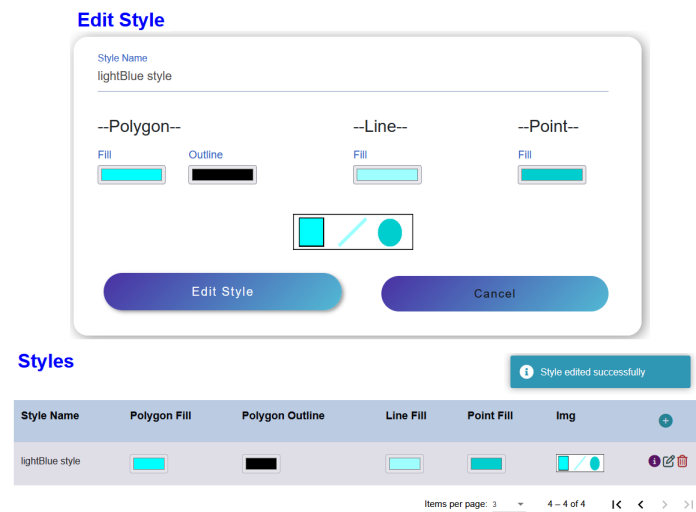 Edit Style
Style Name
lightBlue style
--Polygon-- --Line-- --Point--
Fill Outline Fill Fill
Edit Style Cancel
Styles
Style edited successfully
Style Name Polygon Fill Polygon Outline Line Fill Point Fill Img
lightBlue style
Items per page: 3 4 – 4 of 4